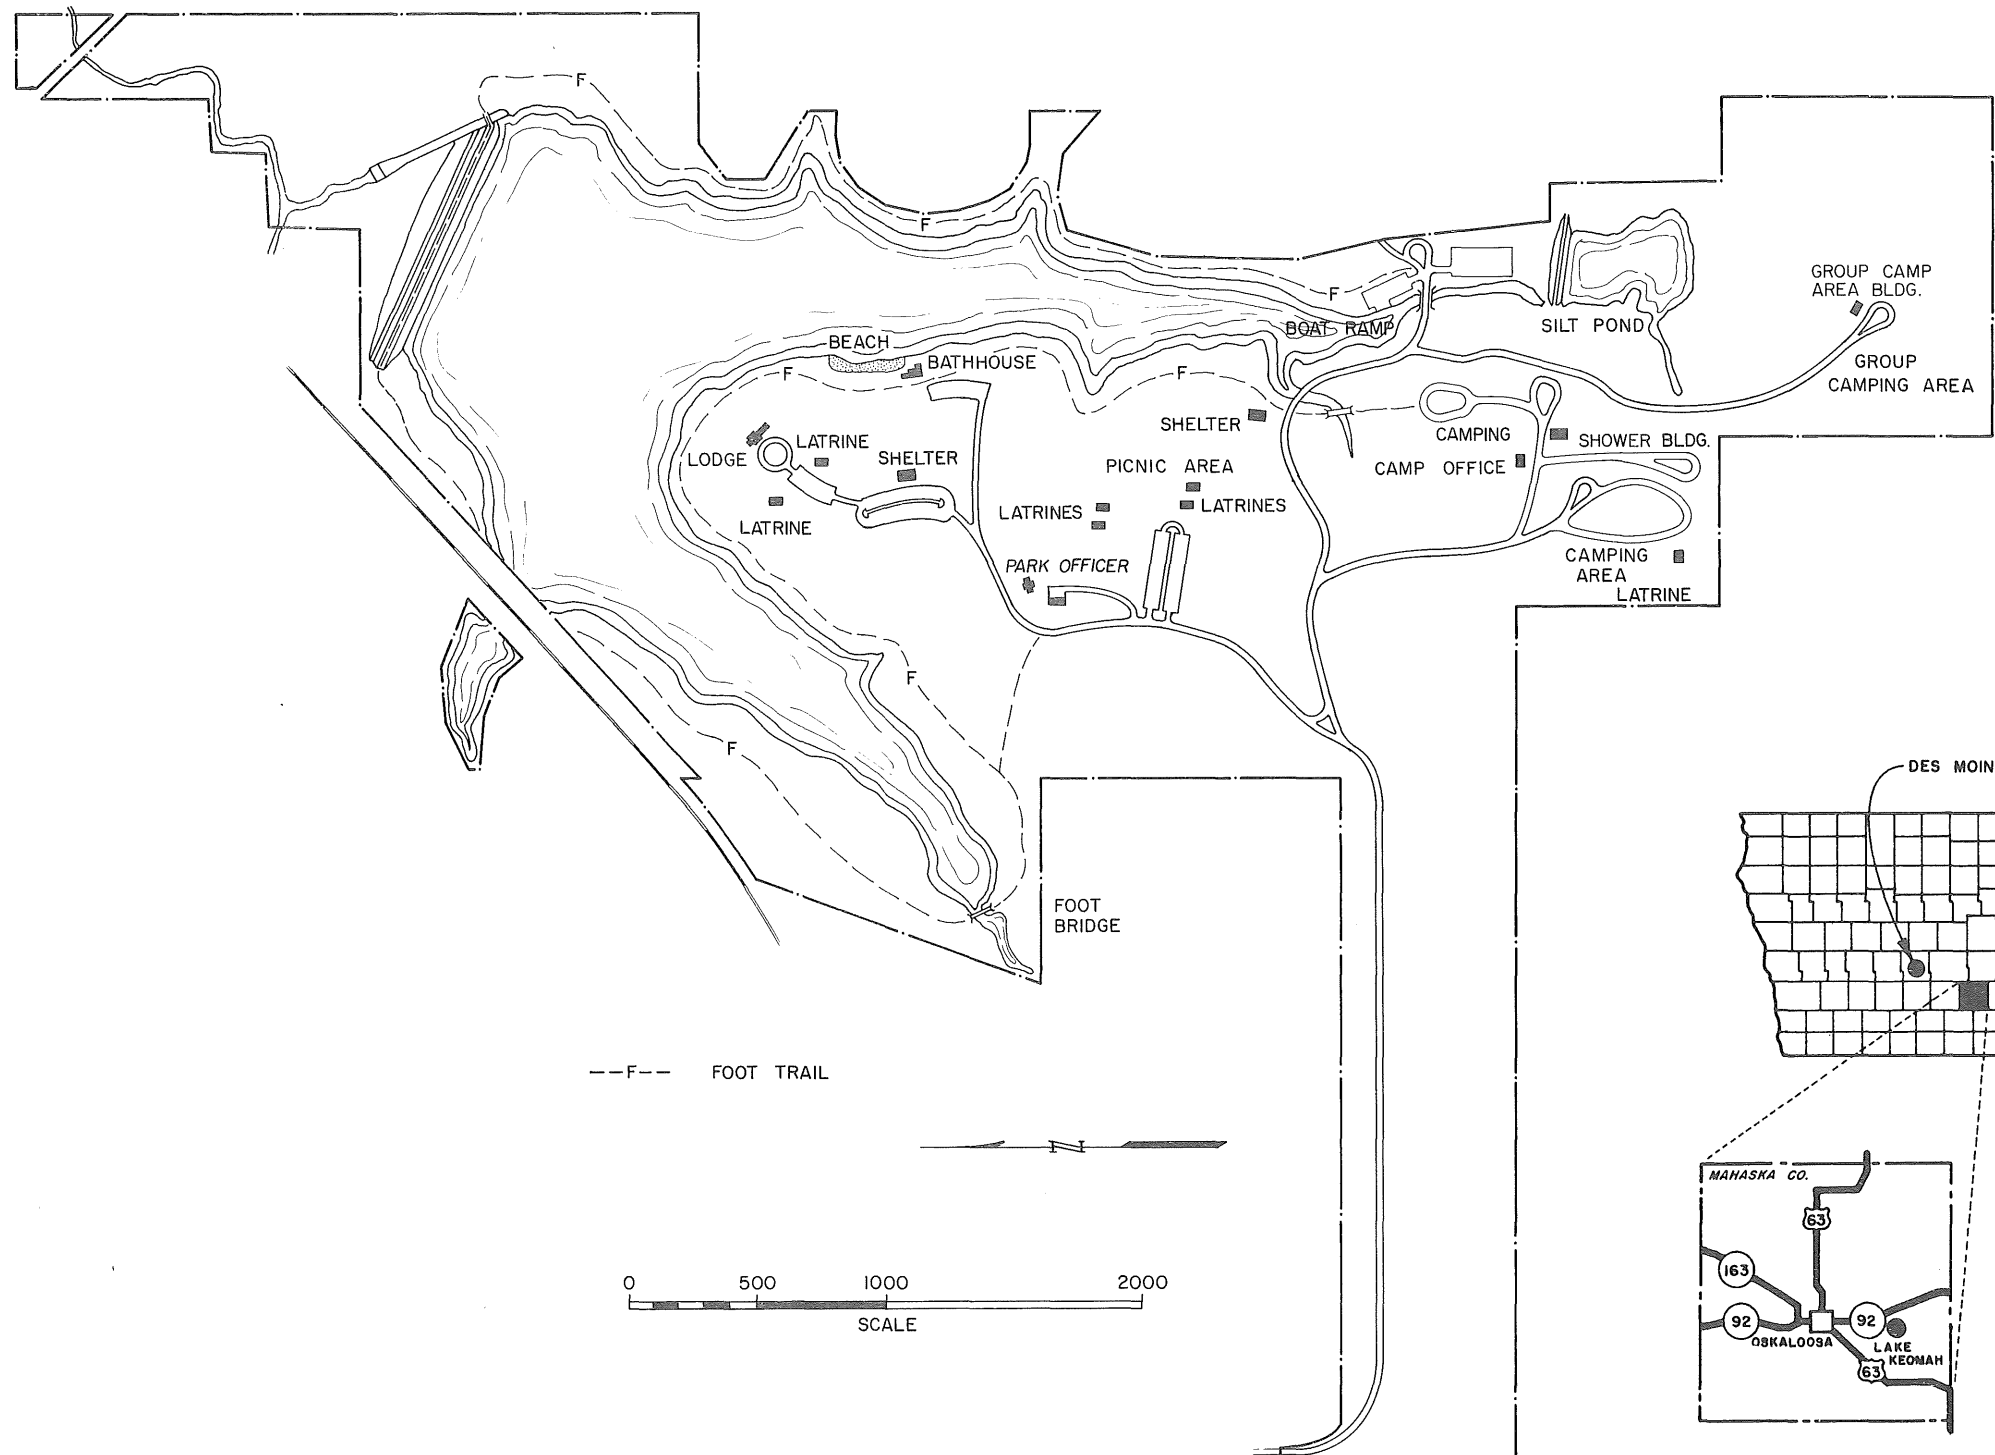 F
F
F
F
F
F
F
BEACH
BATHHOUSE
BOAT RAMP
SILT POND
GROUP CAMP
AREA BLDG.
GROUP
CAMPING AREA
LODGE
LATRINE
SHELTER
LATRINE
SHELTER
PICNIC AREA
LATRINES
LATRINES
PARK OFFICER
CAMPING
CAMP OFFICE
SHOWER BLDG.
CAMPING
AREA
LATRINE
FOOT
BRIDGE
--F-- FOOT TRAIL
N
0 500 1000 2000
SCALE
DES MOIN
MAHASKA CO.
63
163
92
92
OSKALOOSA
LAKE
KEOMAH
63